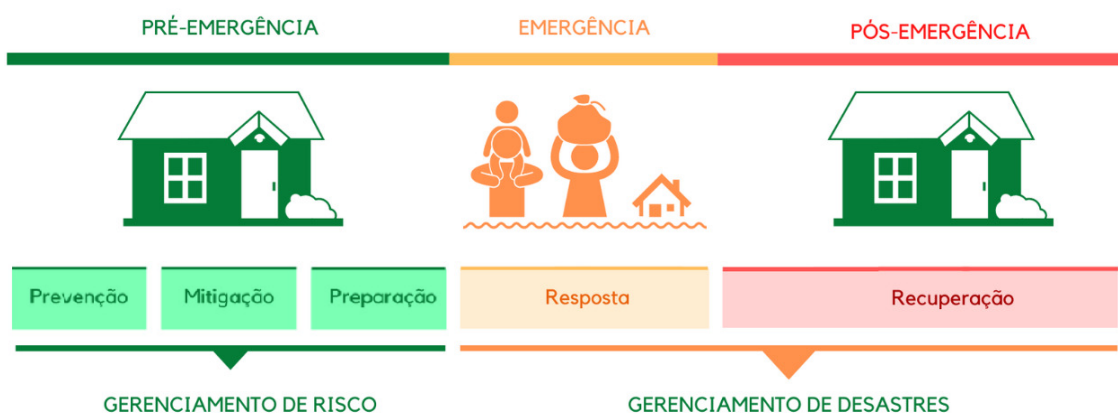 PRÉ-EMERGÊNCIA
EMERGÊNCIA
PÓS-EMERGÊNCIA
Prevenção
Mitigação
Preparação
Resposta
Recuperação
GERENCIAMENTO DE RISCO
GERENCIAMENTO DE DESASTRES